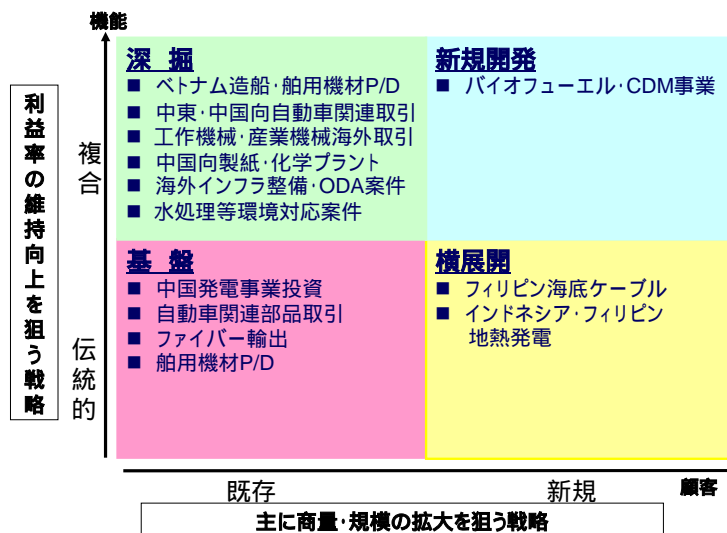 機能
深 掘
■ ベトナム造船・舶用機材P/D
■ 中東・中国向自動車関連取引
■ 工作機械・産業機械海外取引
■ 中国向製紙・化学プラント
■ 海外インフラ整備・ODA案件
■ 水処理等環境対応案件
新規開発
■ バイオフューエル・CDM事業
利益率の維持向上を狙う戦略
複合
基 盤
■ 中国発電事業投資
■ 自動車関連部品取引
■ ファイバー輸出
■ 舶用機材P/D
横展開
■ フィリピン海底ケーブル
■ インドネシア・フィリピン
地熱発電
伝統的
既存
新規
顧客
主に商量・規模の拡大を狙う戦略